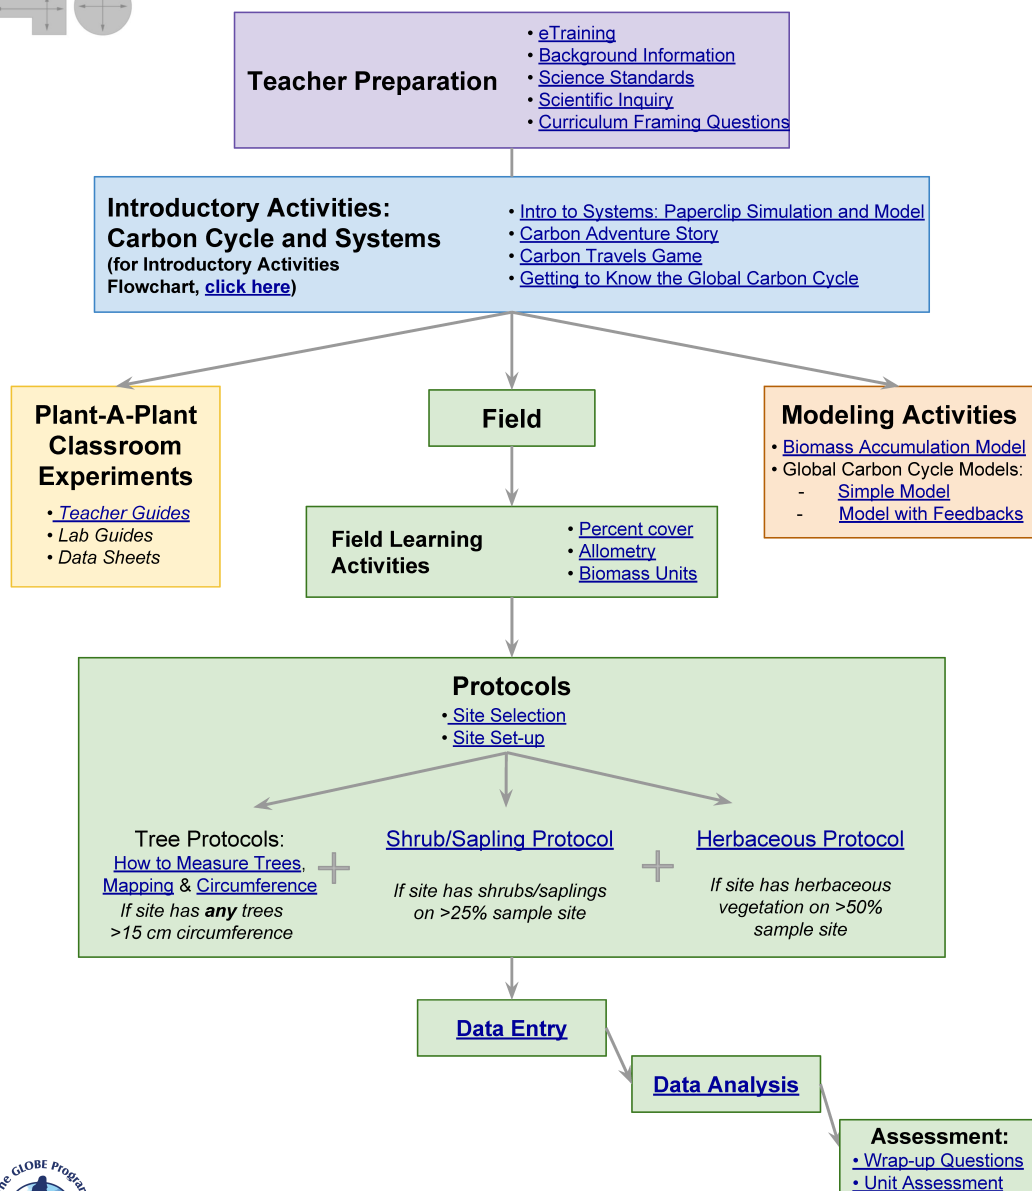 Teacher Preparation
• eTraining
• Background Information
• Science Standards
• Scientific Inquiry
• Curriculum Framing Questions
Introductory Activities:
Carbon Cycle and Systems
(for Introductory Activities
Flowchart, click here)
• Intro to Systems: Paperclip Simulation and Model
• Carbon Adventure Story
• Carbon Travels Game
• Getting to Know the Global Carbon Cycle
Plant-A-Plant
Classroom
Experiments
• Teacher Guides
• Lab Guides
• Data Sheets
Field
Modeling Activities
• Biomass Accumulation Model
• Global Carbon Cycle Models:
- Simple Model
- Model with Feedbacks
Field Learning
Activities
• Percent cover
• Allometry
• Biomass Units
Protocols
• Site Selection
• Site Set-up
Tree Protocols:
How to Measure Trees,
Mapping & Circumference
If site has any trees
>15 cm circumference
+
Shrub/Sapling Protocol
If site has shrubs/saplings
on >25% sample site
+
Herbaceous Protocol
If site has herbaceous
vegetation on >50%
sample site
Data Entry
Data Analysis
Assessment:
• Wrap-up Questions
• Unit Assessment
GLOBE